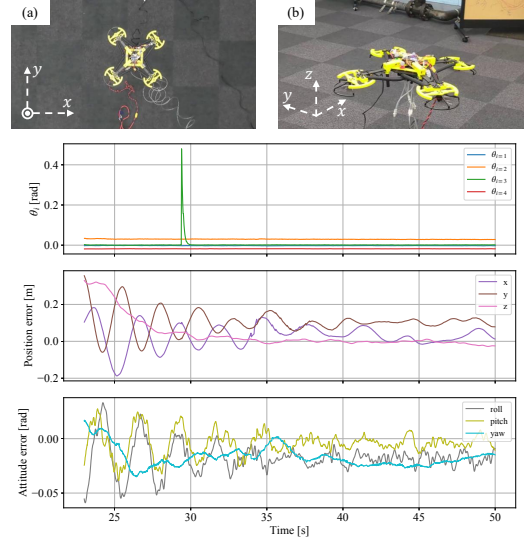 (a)
(b)
y
x
z
y
x
θᵢ [rad]
0.4
0.2
0.0
θᵢ₌₁
θᵢ₌₂
θᵢ₌₃
θᵢ₌₄
Position error [m]
0.2
0.0
−0.2
x
y
z
Attitude error [rad]
0.00
−0.05
roll
pitch
yaw
25 30 35 40 45 50
Time [s]